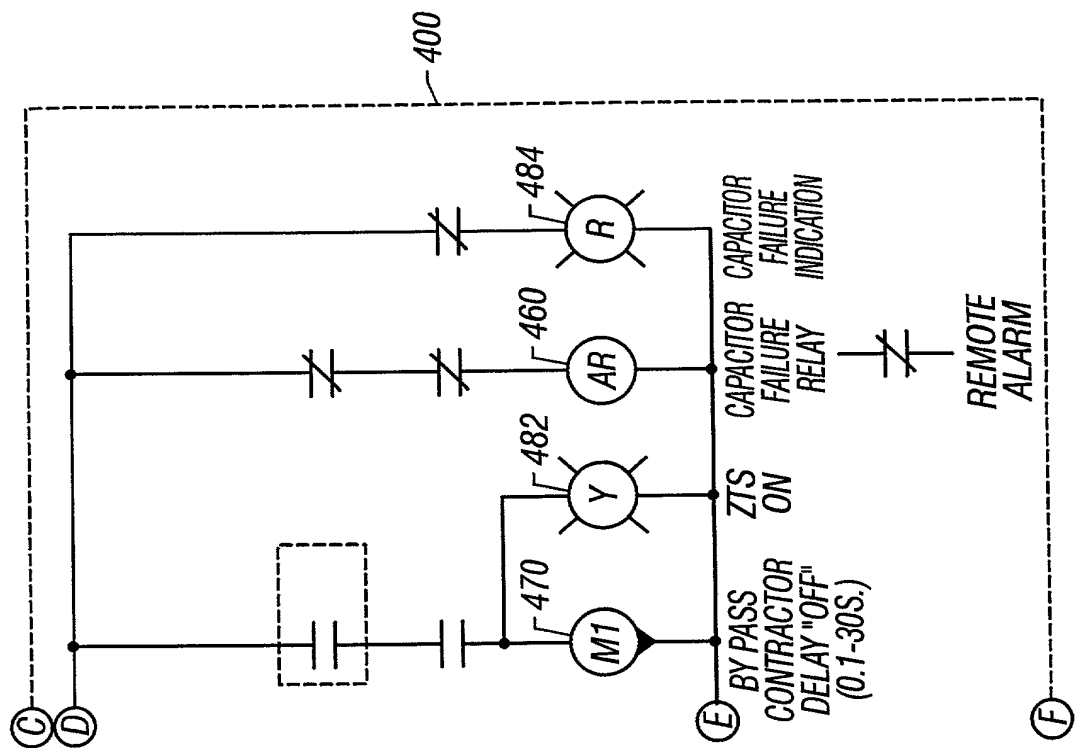 C
D
400
484
R
CAPACITOR
FAILURE
INDICATION
460
AR
CAPACITOR
FAILURE
RELAY
REMOTE
ALARM
482
Y
ZTS
ON
470
M1
BY PASS
CONTRACTOR
DELAY "OFF"
(0.1-30S.)
E
F